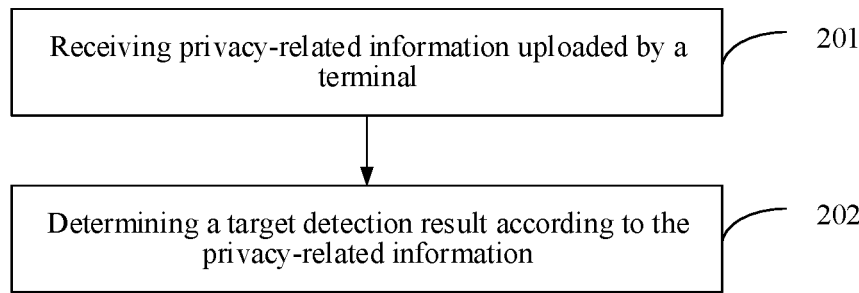 Receiving privacy-related information uploaded by a
terminal
201
Determining a target detection result according to the
privacy-related information
202